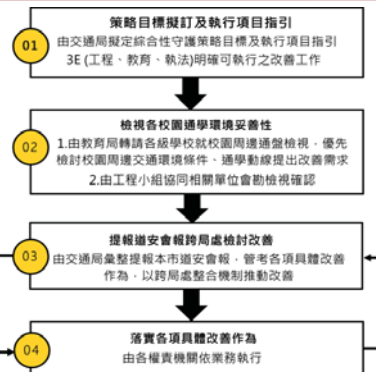 01
策略目標擬訂及執行項目指引
由交通局擬定綜合性守護策略目標及執行項目指引
3E (工程、教育、執法)明確可執行之改善工作
02
檢視各校園通學環境妥善性
1.由教育局轉請各級學校就校園周邊通盤檢視，優先
檢討校園周邊交通環境條件、通學動線提出改善需求
2.由工程小組協同相關單位會勘檢視確認
03
提報道安會報跨局處檢討改善
由交通局彙整提報本市道安會報，管考各項具體改善
作為，以跨局處整合機制推動改善
04
落實各項具體改善作為
由各權責機關依業務執行